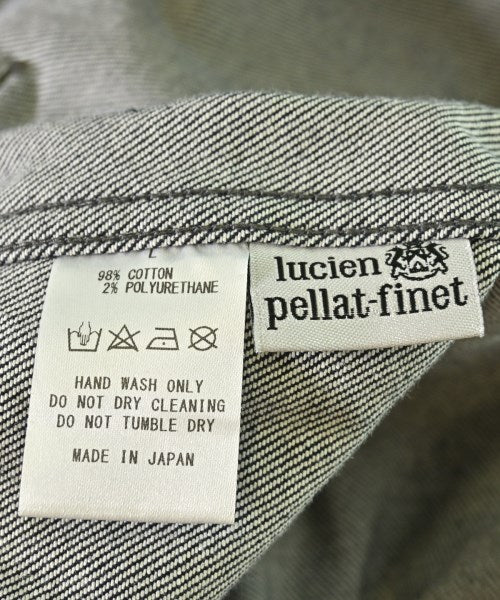 L
98% COTTON
2% POLYURETHANE
HAND WASH ONLY
DO NOT DRY CLEANING
DO NOT TUMBLE DRY
MADE IN JAPAN
lucien
pellat-finet